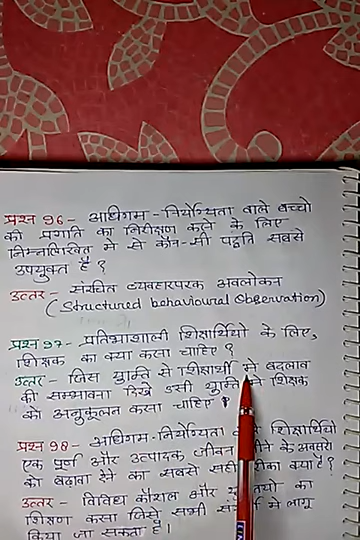 प्रश्न 96- अधिगम-निर्योग्यता वाले बच्चो
की प्रगति का निरीक्षण करने के लिए
निम्नलिखित में से कौन-सी पद्दति सबसे
उपयुक्त है ?
उत्तर- संरचित व्यवहारपरक अवलोकन
(Structured behavioural Observation)
प्रश्न 97- प्रतिभाशाली शिक्षार्थियो के लिए,
शिक्षक का क्या करना चाहिए ?
उत्तर- जिस युक्ति से शिक्षार्थी में बदलाव
की सम्भावना दिखे उसी युक्ति शिक्षक
को अनुकूलन करना चाहिए।
प्रश्न 98- अधिगम-निर्योग्यता शिक्षार्थियो
एक पूर्ण और उत्पादक जीवन के अवसरो
को बढ़ावा देने का सबसे क्या है ?
उत्तर- विविध कौशल और का
शिक्षण करना जिसे सभी में लागू
किया जा सकता है।